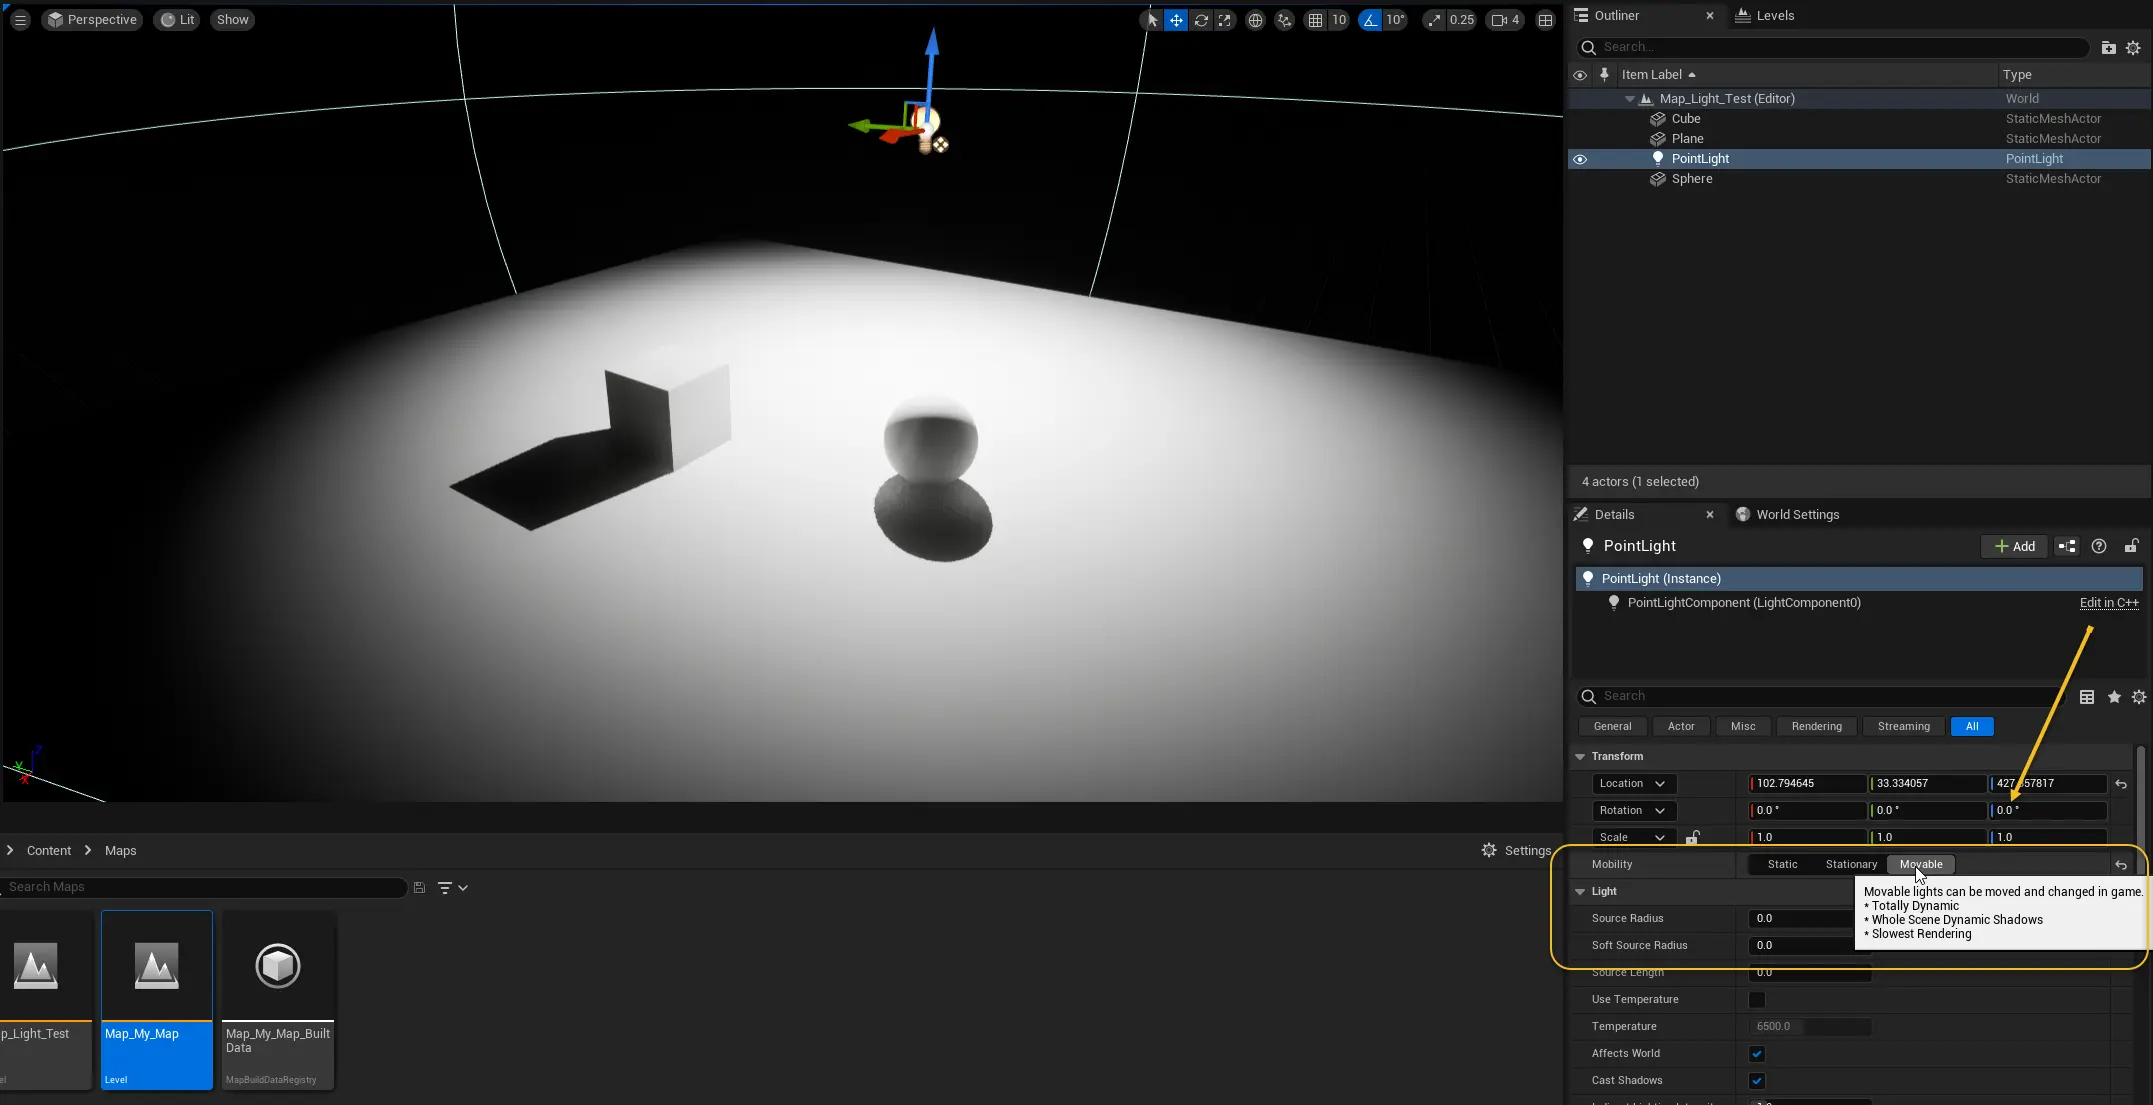 Perspective
Lit
Show
10
10°
0.25
4
Outliner
Levels
Search...
Item Label
Type
Map_Light_Test (Editor)
World
Cube
StaticMeshActor
Plane
StaticMeshActor
PointLight
PointLight
Sphere
StaticMeshActor
4 actors (1 selected)
Details
World Settings
PointLight
Add
PointLight (Instance)
PointLightComponent (LightComponent0)
Edit in C++
Search
General
Actor
Misc
Rendering
Streaming
All
Transform
Location
102.794645
33.334057
Rotation
0.0 °
0.0 °
0.0 °
Scale
1.0
1.0
1.0
Mobility
Static
Stationary
Movable
Light
Movable lights can be moved and changed in game.
* Totally Dynamic
* Whole Scene Dynamic Shadows
* Slowest Rendering
Source Radius
0.0
Soft Source Radius
0.0
Source Length
0.0
Use Temperature
Temperature
6500.0
Affects World
Cast Shadows
Content
Maps
Settings
Search Maps
p_Light_Test
Map_My_Map
Level
Map_My_Map_Built
Data
MapBuildDataRegistry